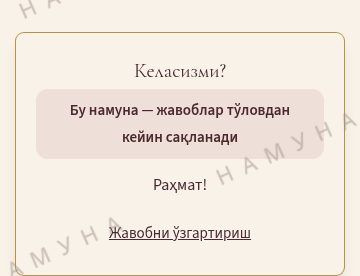 НАМУНА
Келасизми?
Бу намуна — жавоблар тўловдан
кейин сақланади
НАМУНА
Раҳмат!
Жавобни ўзгартириш
НАМУНА